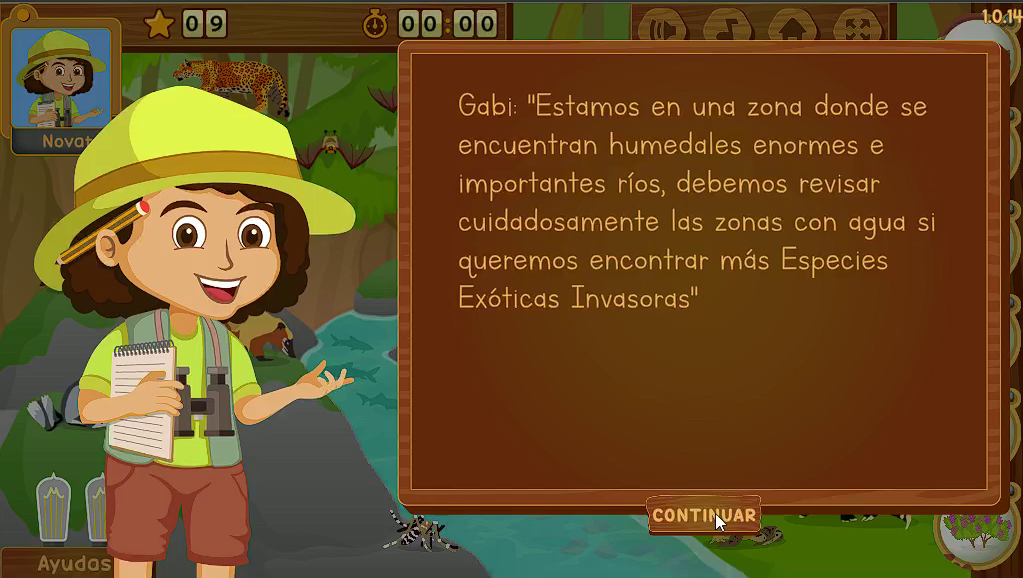 09
00:00
1.0.14
Gabi: "Estamos en una zona donde se
encuentran humedales enormes e
importantes ríos, debemos revisar
cuidadosamente las zonas con agua si
queremos encontrar más Especies
Exóticas Invasoras"
CONTINUAR
Ayudas